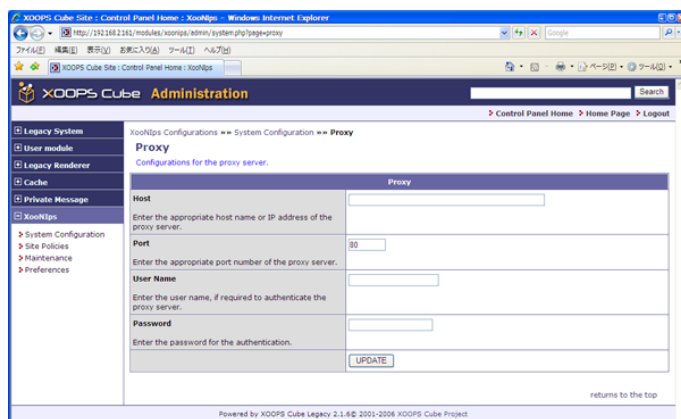 XOOPS Cube Site : Control Panel Home : XooNIps - Windows Internet Explorer
http://192.168.2.161/modules/xoonips/admin/system.php?page=proxy
Google
ファイル(F) 編集(E) 表示(V) お気に入り(A) ツール(T) ヘルプ(H)
XOOPS Cube Site : Control Panel Home : XooNIps
ページ(P) ツール(O)
XOOPS Cube Administration
Search
Control Panel Home Home Page Logout
Legacy System
User module
Legacy Renderer
Cache
Private Message
XooNIps
System Configuration
Site Policies
Maintenance
Preferences
XooNIps Configurations »» System Configuration »» Proxy
Proxy
Configurations for the proxy server.
Proxy
Host
Enter the appropriate host name or IP address of the
proxy server.
Port
80
Enter the appropriate port number of the proxy server.
User Name
Enter the user name, if required to authenticate the
proxy server.
Password
Enter the password for the authentication.
UPDATE
returns to the top
Powered by XOOPS Cube Legacy 2.1.6© 2001-2006 XOOPS Cube Project